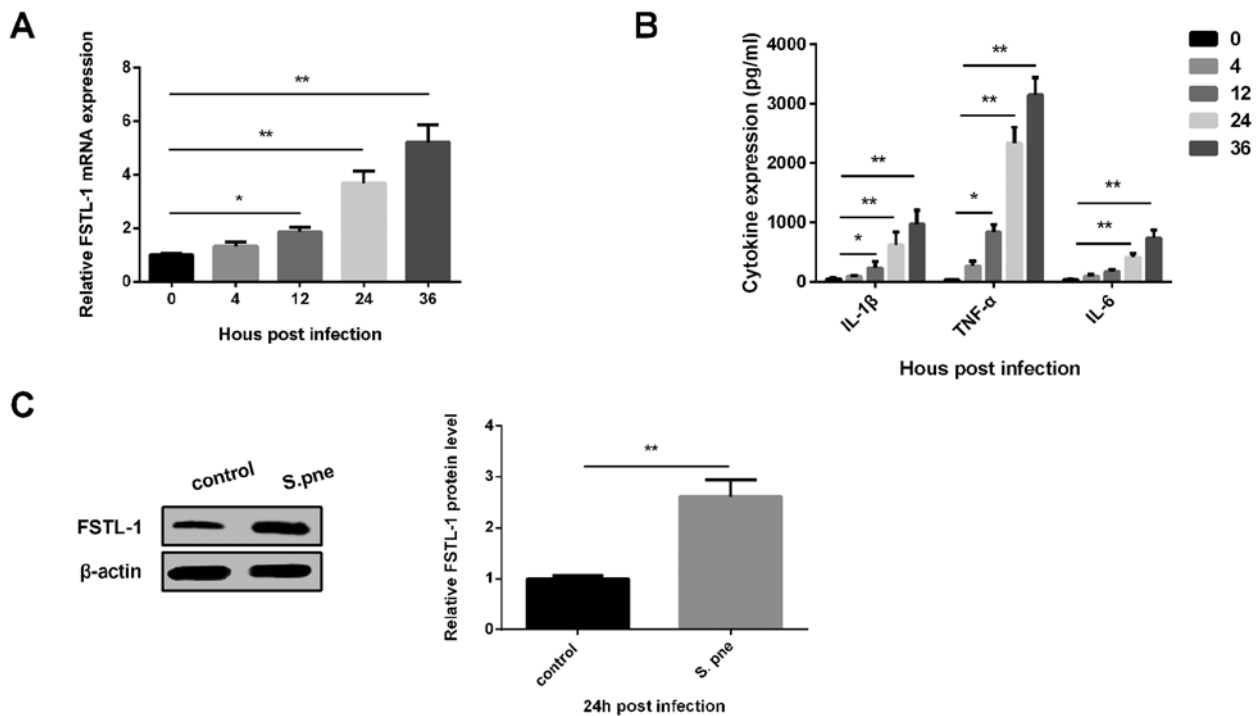 A
Relative FSTL-1 mRNA expression
8
6
4
2
0
**
**
*
0 4 12 24 36
Hous post infection
B
Cytokine expression (pg/ml)
4000
3000
2000
1000
0
**
**
*
**
**
*
**
**
IL-1β TNF-α IL-6
Hous post infection
0
4
12
24
36
C
control S.pne
FSTL-1
β-actin
Relative FSTL-1 protein level
4
3
2
1
0
**
control S. pne
24h post infection